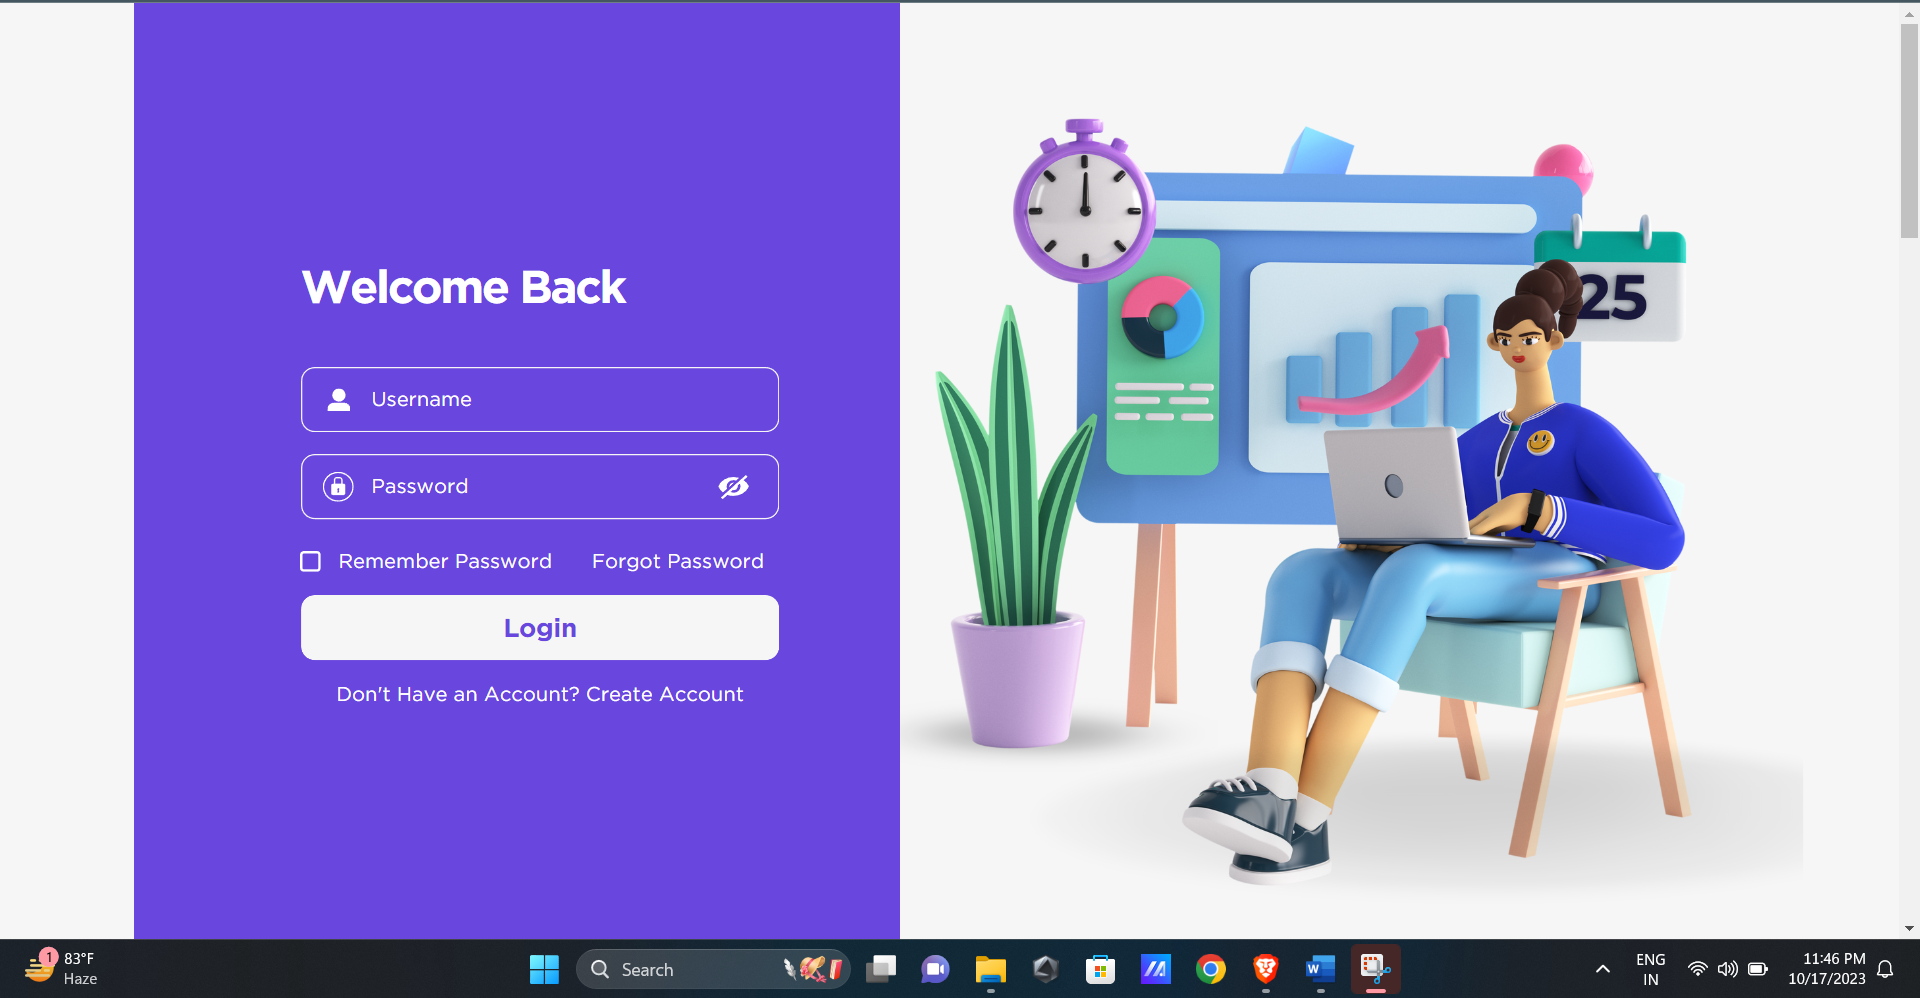 Welcome Back
Username
Password
Remember Password Forgot Password
Login
Don't Have an Account? Create Account
25
1
83°F
Haze
Search
W
ENG
IN
11:46 PM
10/17/2023